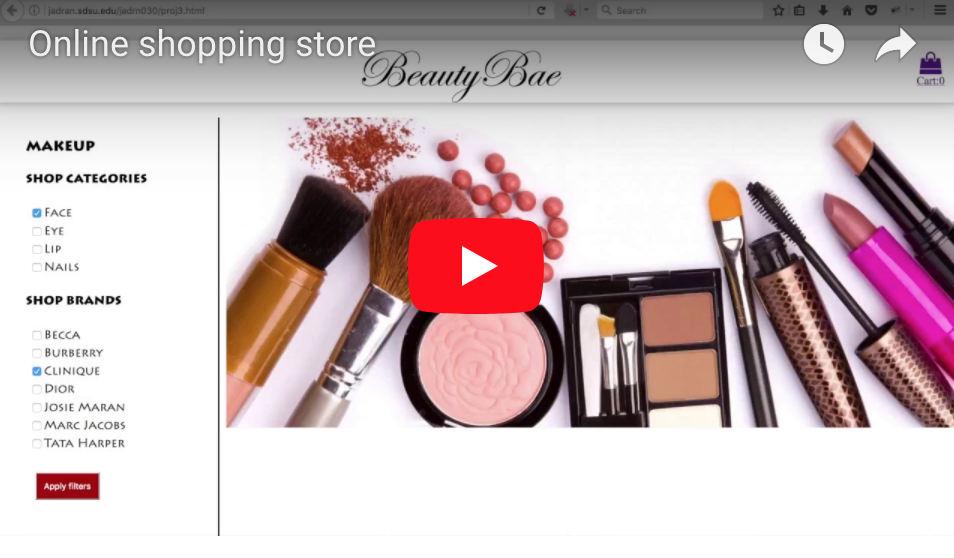 jadran.sdsu.edu/jadrn030/proj3.html
Search
Online shopping store
BeautyBae
Cart:0
MAKEUP
SHOP CATEGORIES
FACE
EYE
LIP
NAILS
SHOP BRANDS
BECCA
BURBERRY
CLINIQUE
DIOR
JOSIE MARAN
MARC JACOBS
TATA HARPER
Apply filters